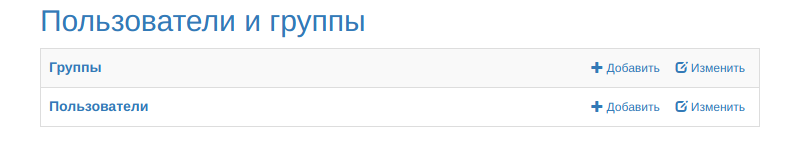 Пользователи и группы
Группы Добавить Изменить
Пользователи Добавить Изменить